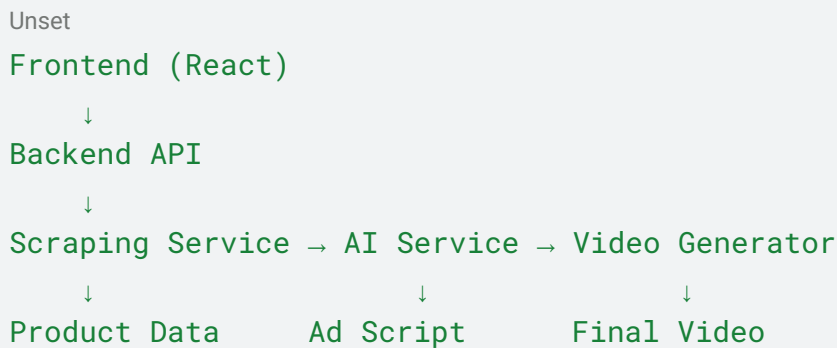 Unset
Frontend (React)
↓
Backend API
↓
Scraping Service → AI Service → Video Generator
↓ ↓ ↓
Product Data Ad Script Final Video